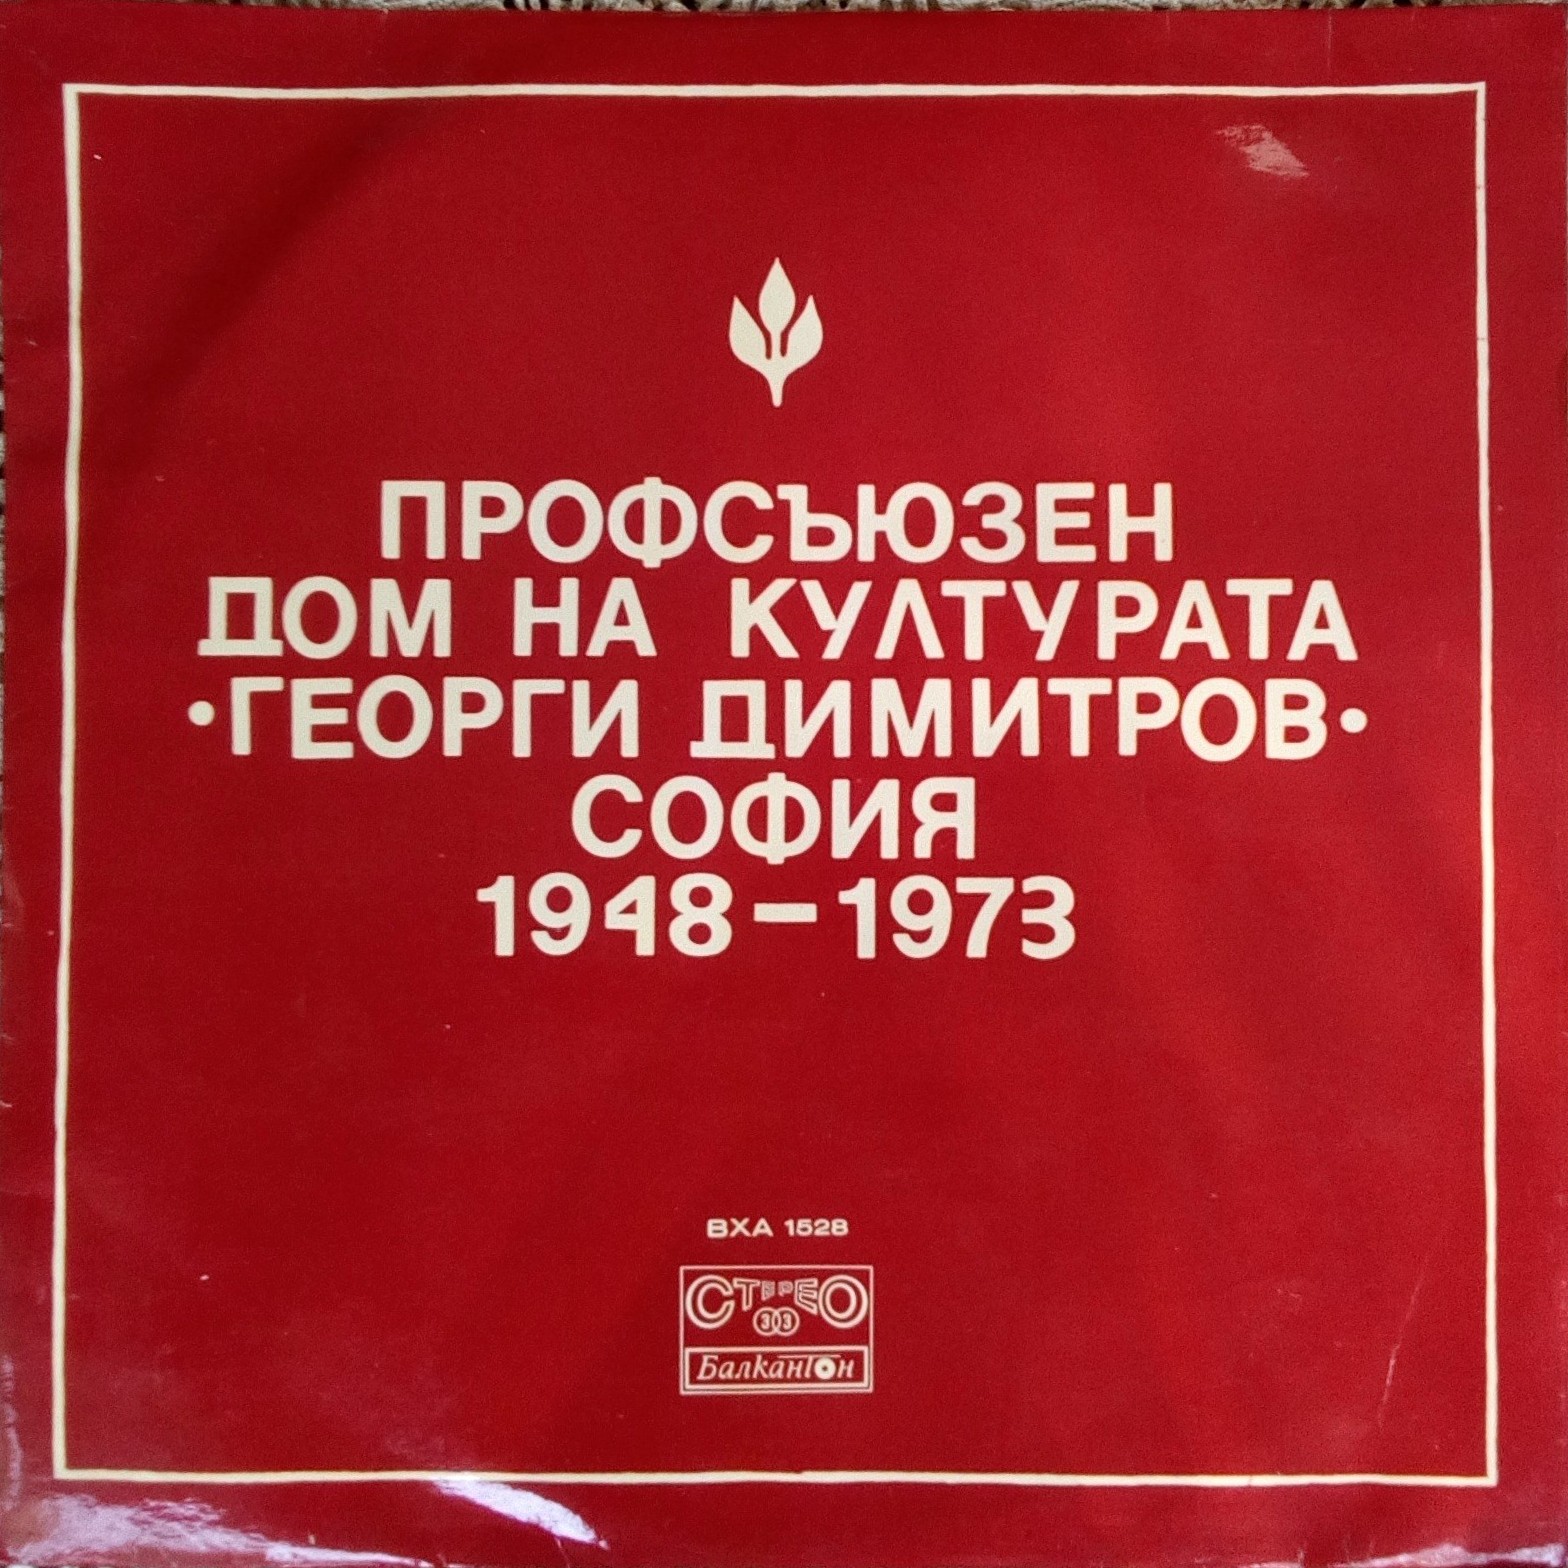 ПРОФСЪЮЗЕН
ДОМ НА КУЛТУРАТА
•ГЕОРГИ ДИМИТРОВ•
СОФИЯ
1948–1973
ВХА 1528
СТЕРЕО
33
Балкантон